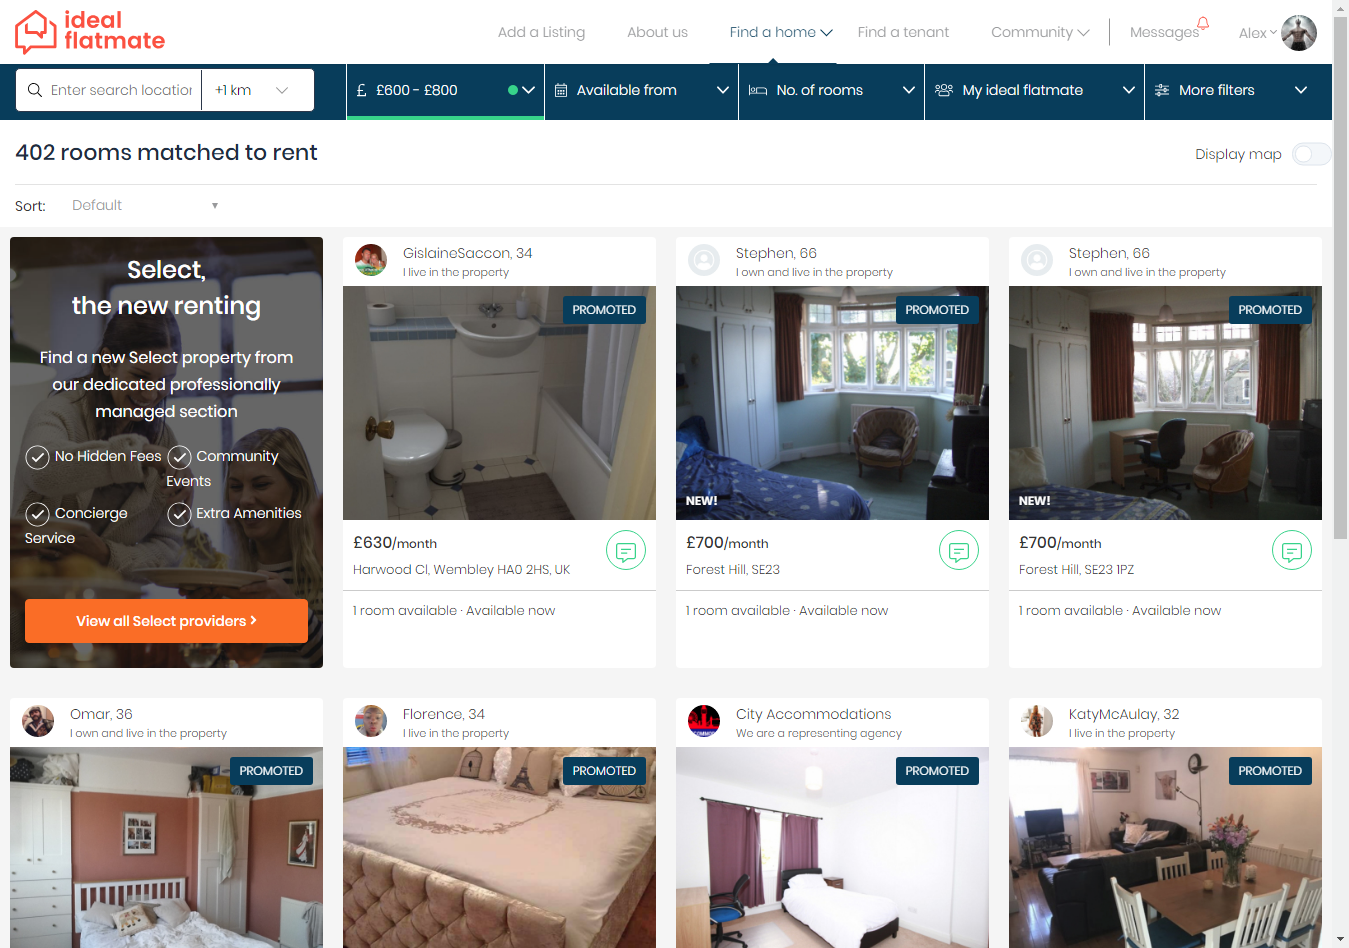 ideal
flatmate
Add a Listing
About us
Find a home
Find a tenant
Community
Messages
Alex
Enter search location
+1 km
£ £600 - £800
Available from
No. of rooms
My ideal flatmate
More filters
402 rooms matched to rent
Display map
Sort: Default
Select,
the new renting
Find a new Select property from
our dedicated professionally
managed section
No Hidden Fees
Community
Events
Concierge
Service
Extra Amenities
View all Select providers
GislaineSaccon, 34
I live in the property
PROMOTED
£630/month
Harwood Cl, Wembley HA0 2HS, UK
1 room available · Available now
Stephen, 66
I own and live in the property
PROMOTED
NEW!
£700/month
Forest Hill, SE23
1 room available · Available now
Stephen, 66
I own and live in the property
PROMOTED
NEW!
£700/month
Forest Hill, SE23 1PZ
1 room available · Available now
Omar, 36
I own and live in the property
PROMOTED
Florence, 34
I live in the property
PROMOTED
City Accommodations
We are a representing agency
PROMOTED
KatyMcAulay, 32
I live in the property
PROMOTED